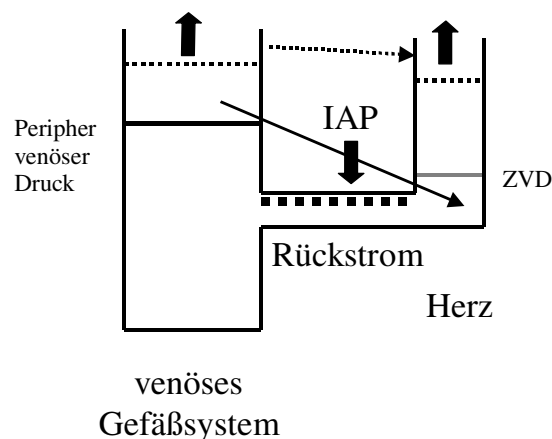 IAP
Peripher
venöser
Druck
ZVD
Rückstrom
Herz
venöses
Gefäßsystem